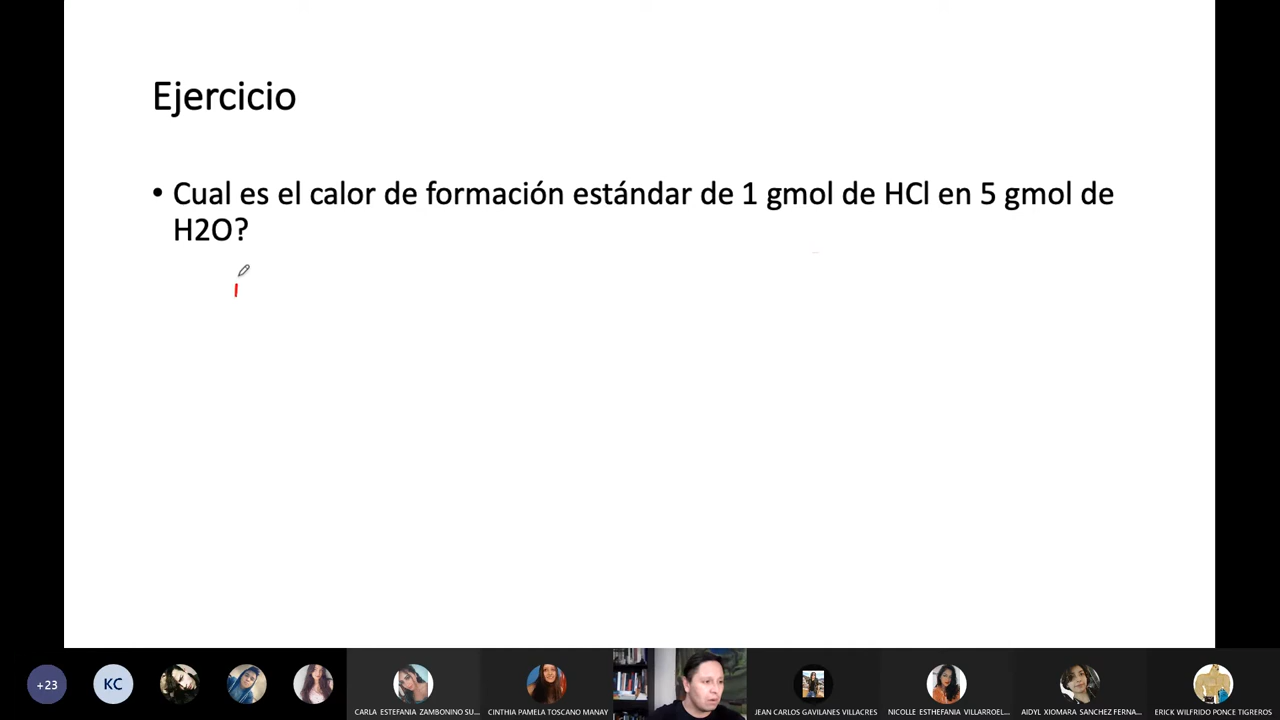 Ejercicio
• Cual es el calor de formación estándar de 1 gmol de HCl en 5 gmol de
H2O?
+23
KC
CARLA ESTEFANIA ZAMBONINO SU...
CINTHIA PAMELA TOSCANO MANAY
JEAN CARLOS GAVILANES VILLACRES
NICOLLE ESTHEFANIA VILLARROEL...
AIDYL XIOMARA SANCHEZ FERNA...
ERICK WILFRIDO PONCE TIGREROS